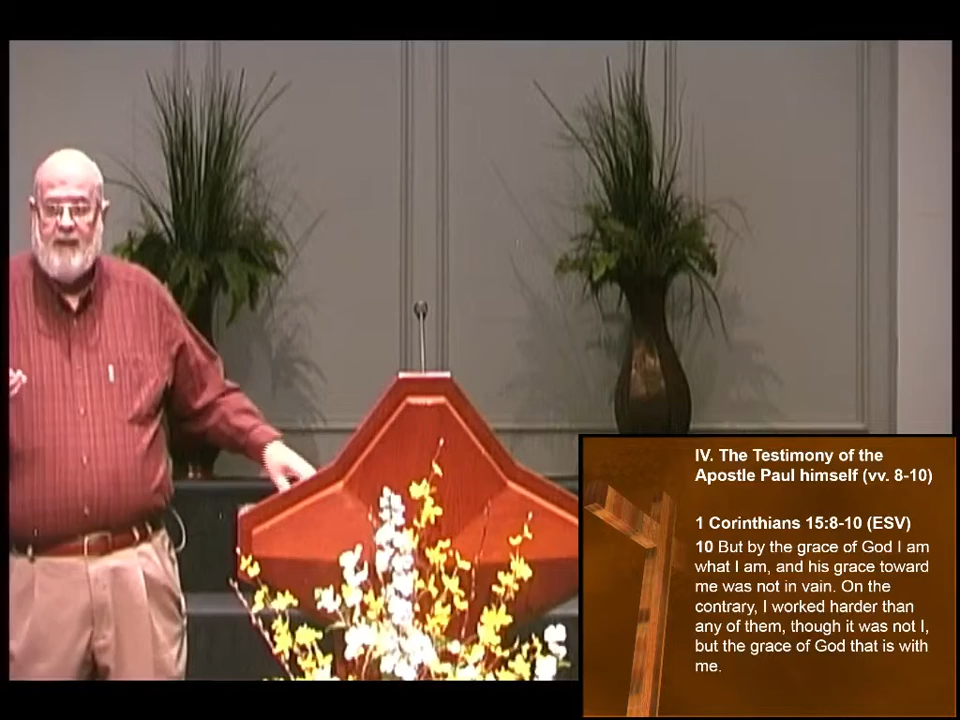 IV. The Testimony of the
Apostle Paul himself (vv. 8-10)
1 Corinthians 15:8-10 (ESV)
10 But by the grace of God I am
what I am, and his grace toward
me was not in vain. On the
contrary, I worked harder than
any of them, though it was not I,
but the grace of God that is with
me.